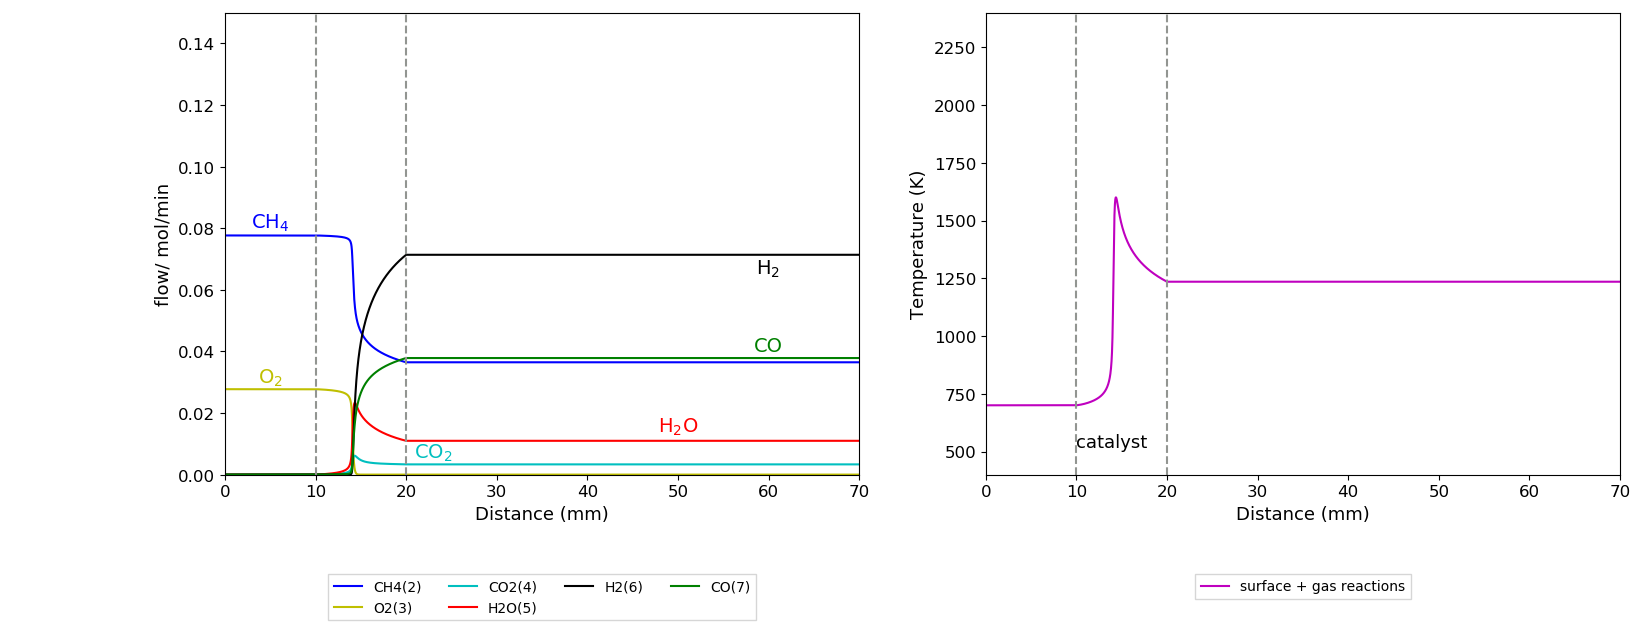 0.14
0.12
0.10
0.08
0.06
0.04
0.02
0.00
flow/ mol/min
CH4
O2
H2
CO
H2O
CO2
0 10 20 30 40 50 60 70
Distance (mm)
CH4(2) CO2(4) H2(6) CO(7)
O2(3) H2O(5)
2250
2000
1750
1500
1250
1000
750
500
Temperature (K)
catalyst
0 10 20 30 40 50 60 70
Distance (mm)
surface + gas reactions